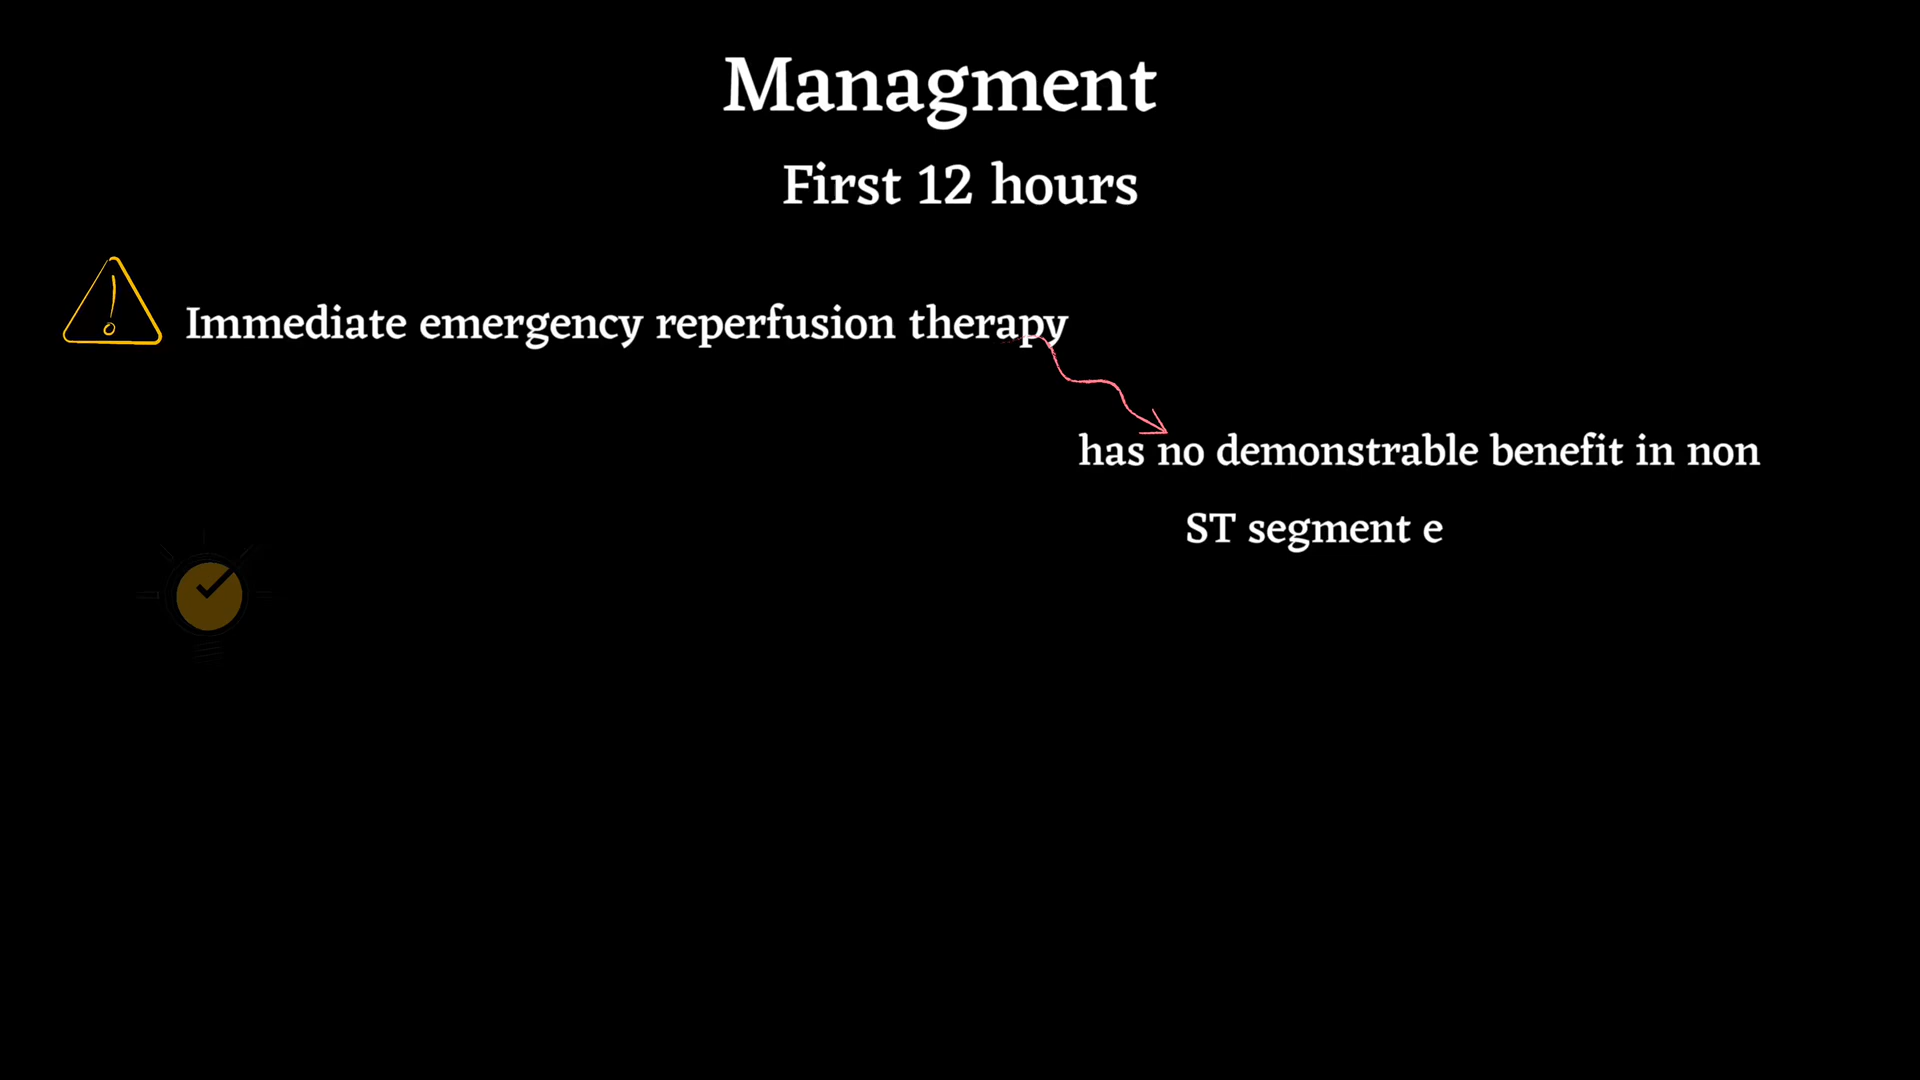 Managment
First 12 hours
Immediate emergency reperfusion therapy
has no demonstrable benefit in non
ST segment e